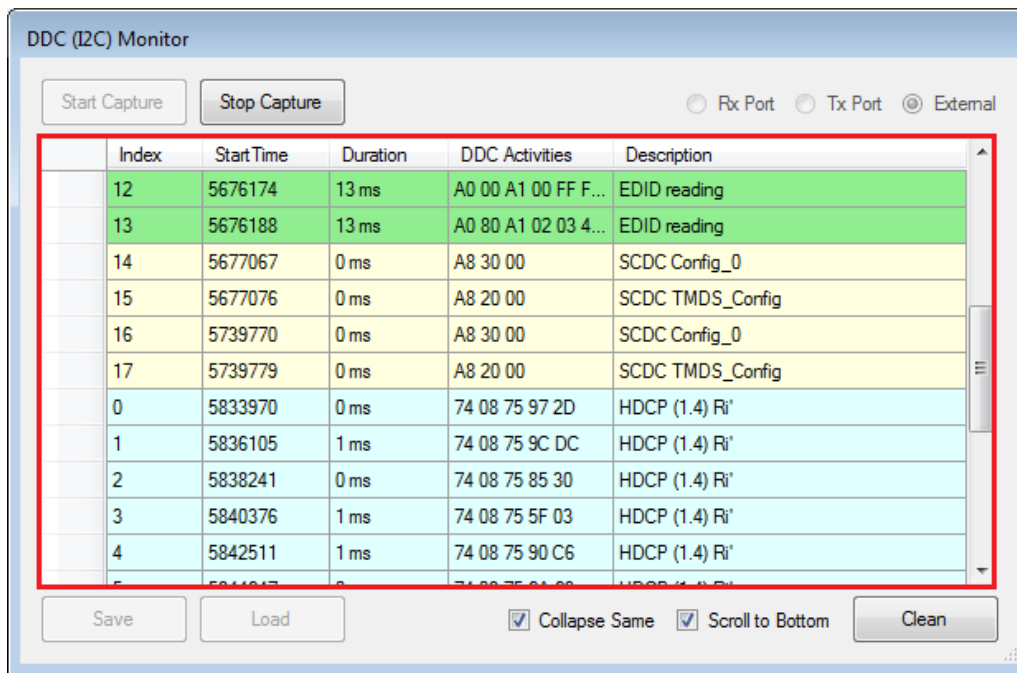 DDC (I2C) Monitor
Start Capture Stop Capture Rx Port Tx Port External
Index Start Time Duration DDC Activities Description
12 5676174 13 ms A0 00 A1 00 FF F... EDID reading
13 5676188 13 ms A0 80 A1 02 03 4... EDID reading
14 5677067 0 ms A8 30 00 SCDC Config_0
15 5677076 0 ms A8 20 00 SCDC TMDS_Config
16 5739770 0 ms A8 30 00 SCDC Config_0
17 5739779 0 ms A8 20 00 SCDC TMDS_Config
0 5833970 0 ms 74 08 75 97 2D HDCP (1.4) Ri'
1 5836105 1 ms 74 08 75 9C DC HDCP (1.4) Ri'
2 5838241 0 ms 74 08 75 85 30 HDCP (1.4) Ri'
3 5840376 1 ms 74 08 75 5F 03 HDCP (1.4) Ri'
4 5842511 1 ms 74 08 75 90 C6 HDCP (1.4) Ri'
Save Load Collapse Same Scroll to Bottom Clean